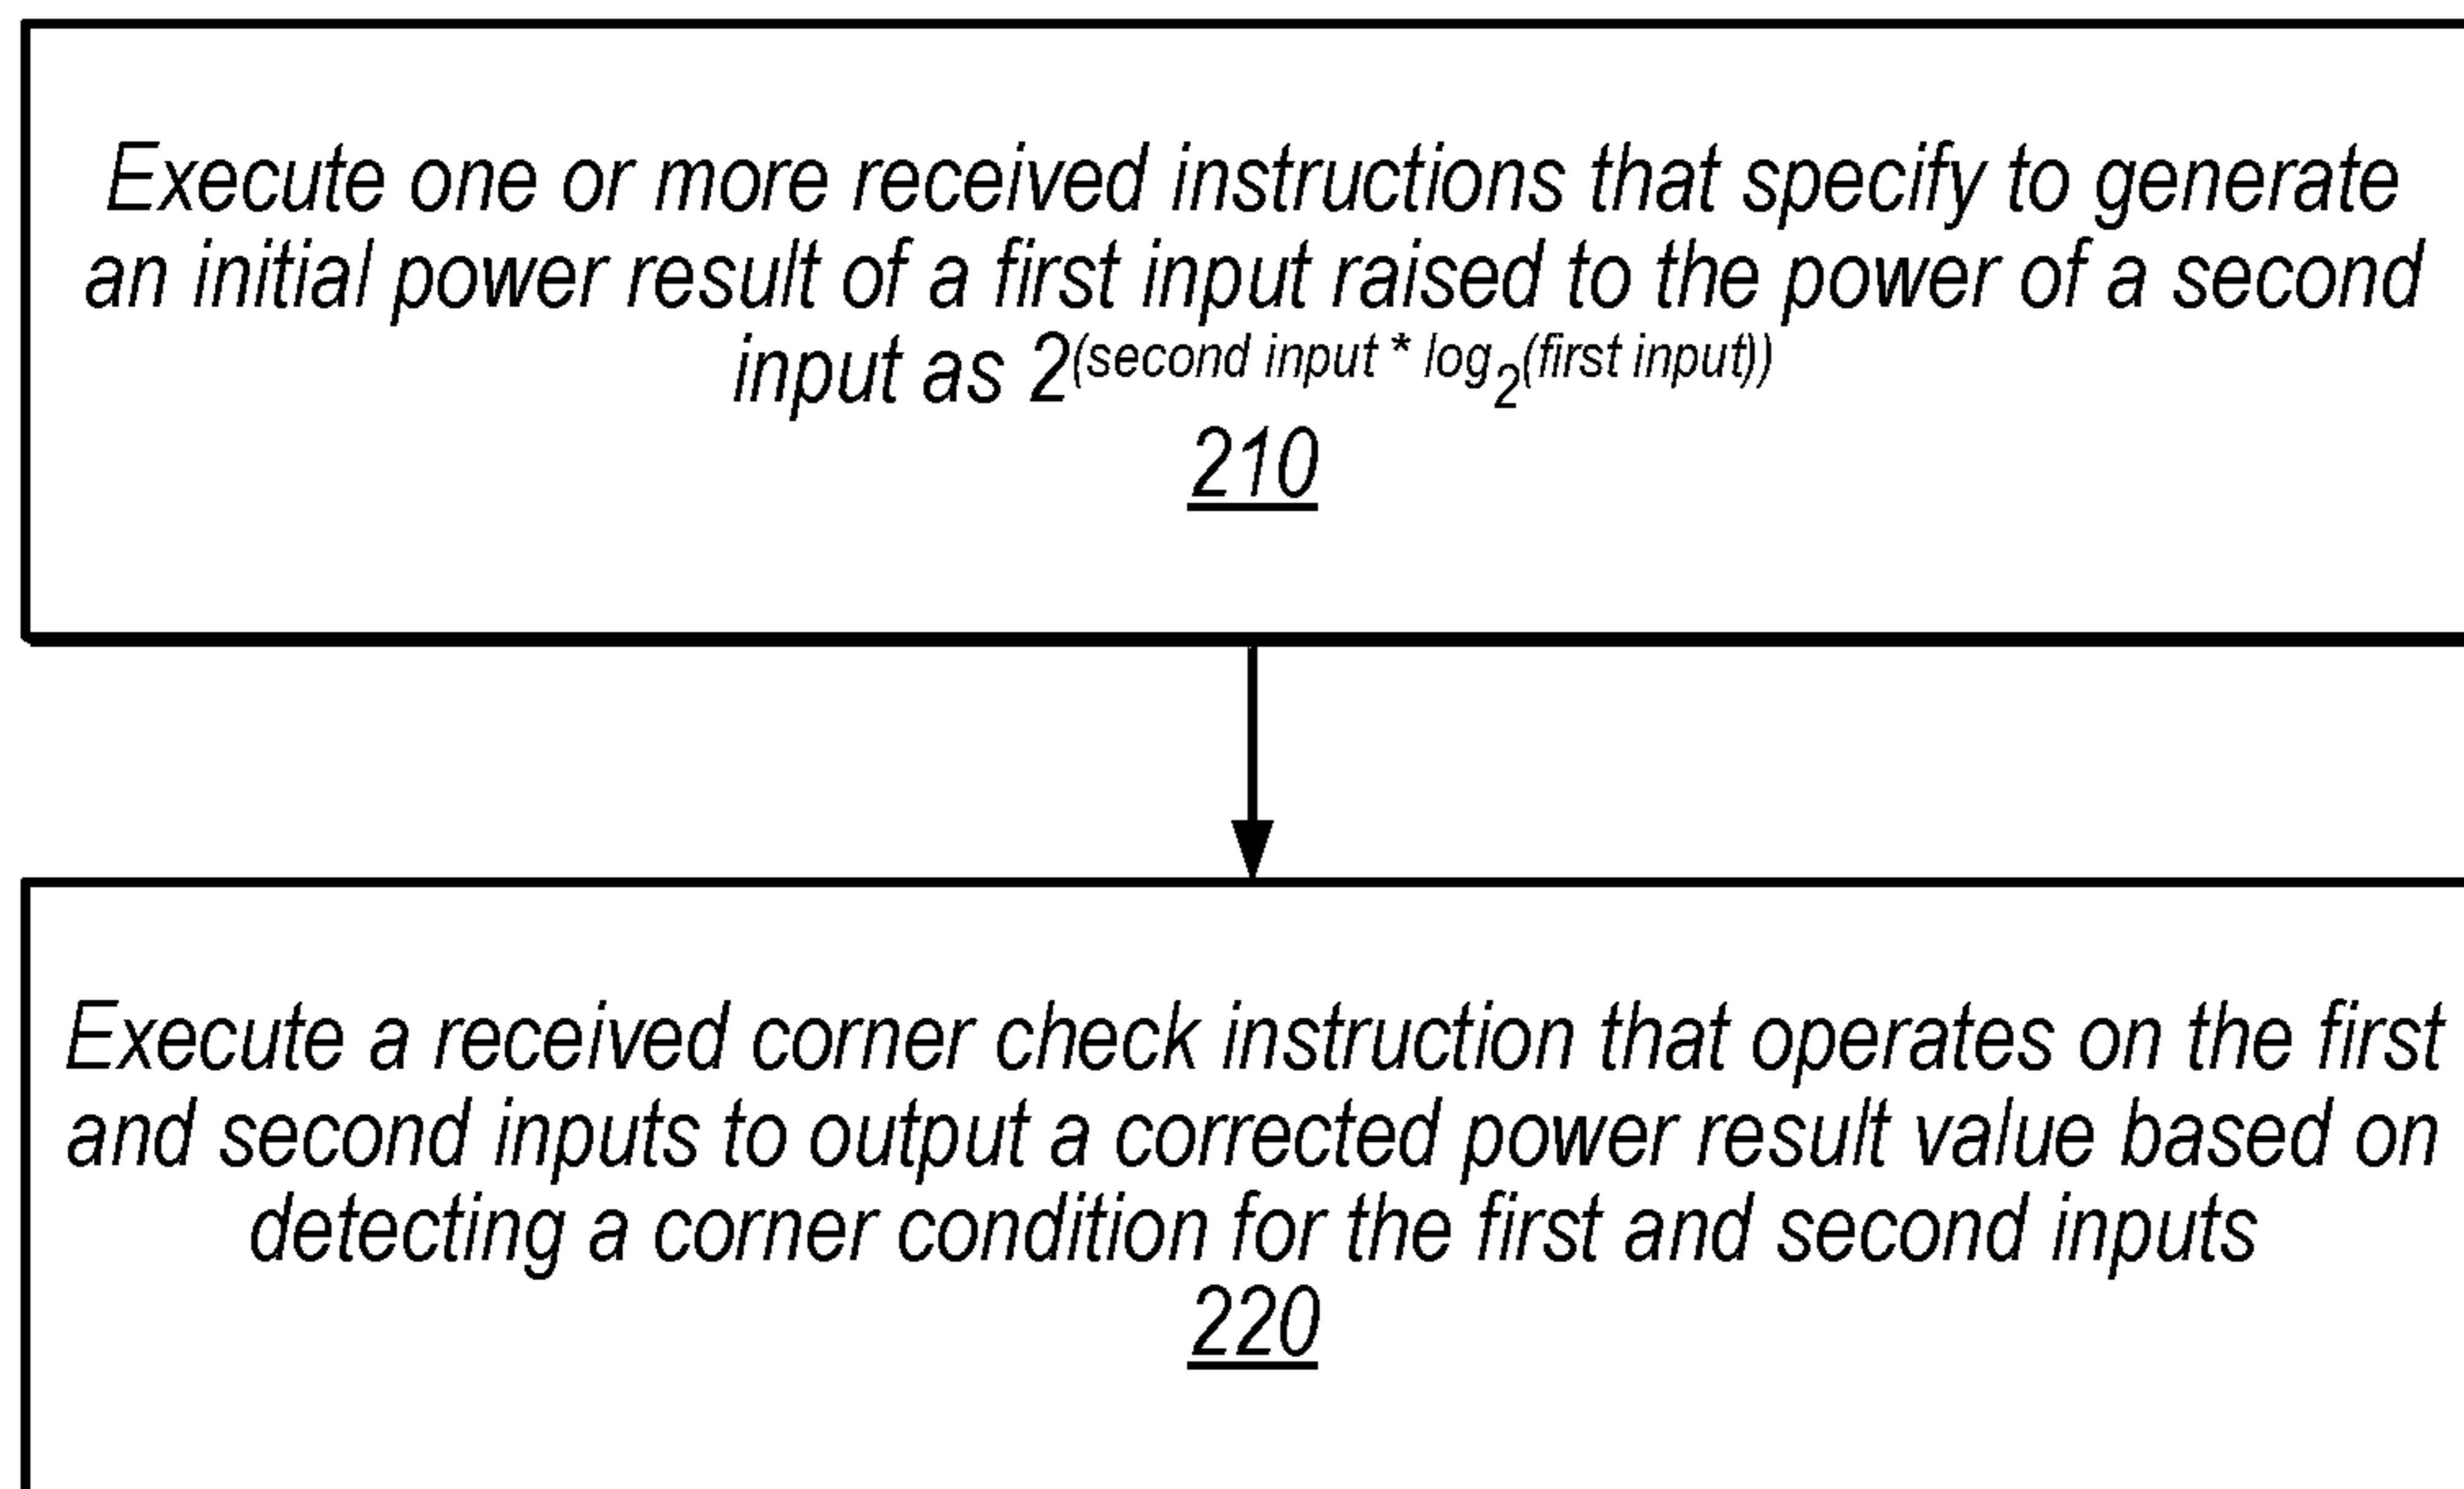 Execute one or more received instructions that specify to generate
an initial power result of a first input raised to the power of a second
input as 2(second input * log2(first input))
210
Execute a received corner check instruction that operates on the first
and second inputs to output a corrected power result value based on
detecting a corner condition for the first and second inputs
220